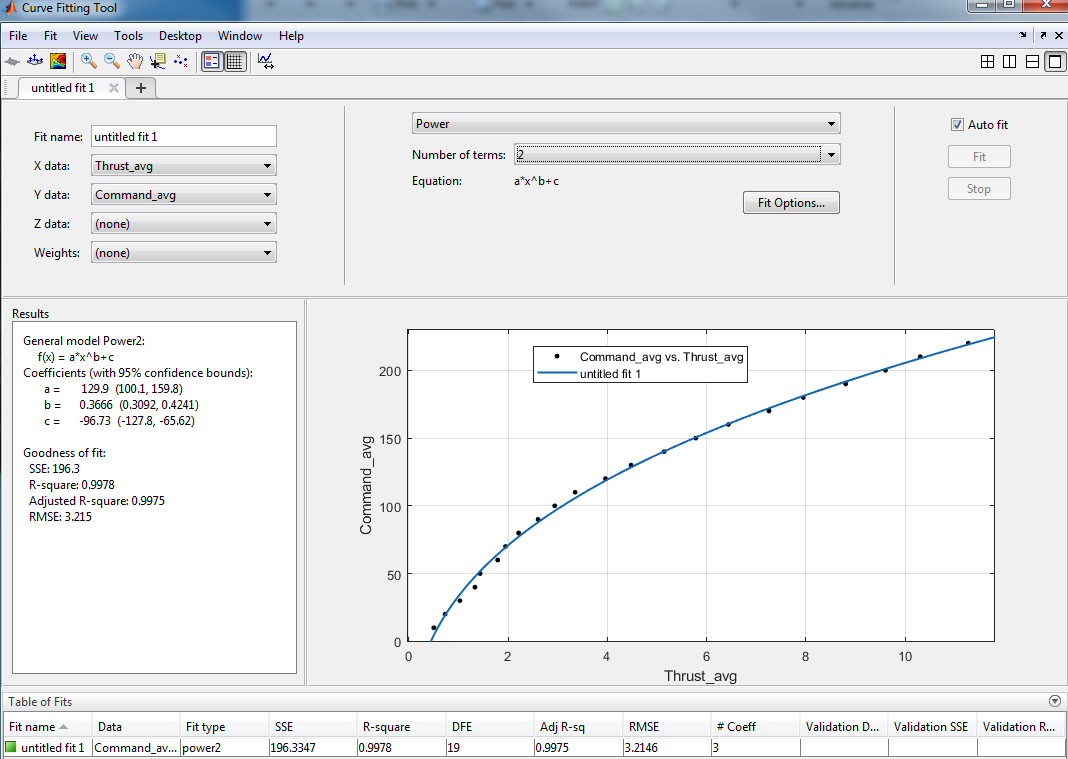 Curve Fitting Tool
File Fit View Tools Desktop Window Help
untitled fit 1
Fit name: untitled fit 1
X data: Thrust_avg
Y data: Command_avg
Z data: (none)
Weights: (none)
Power
Number of terms: 2
Equation: a*x^b+c
Fit Options...
Auto fit
Fit
Stop
Results
General model Power2:
f(x) = a*x^b+c
Coefficients (with 95% confidence bounds):
a = 129.9 (100.1, 159.8)
b = 0.3666 (0.3092, 0.4241)
c = -96.73 (-127.8, -65.62)
Goodness of fit:
SSE: 196.3
R-square: 0.9978
Adjusted R-square: 0.9975
RMSE: 3.215
Command_avg vs. Thrust_avg
untitled fit 1
200
150
100
50
0
Command_avg
0 2 4 6 8 10
Thrust_avg
Table of Fits
Fit name Data Fit type SSE R-square DFE Adj R-sq RMSE # Coeff Validation D... Validation SSE Validation R...
untitled fit 1 Command_av... power2 196.3347 0.9978 19 0.9975 3.2146 3